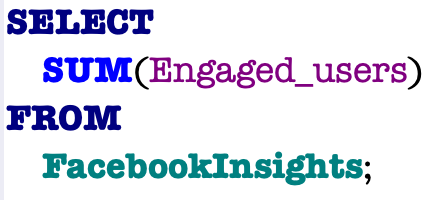 SELECT
SUM(Engaged_users)
FROM
FacebookInsights;